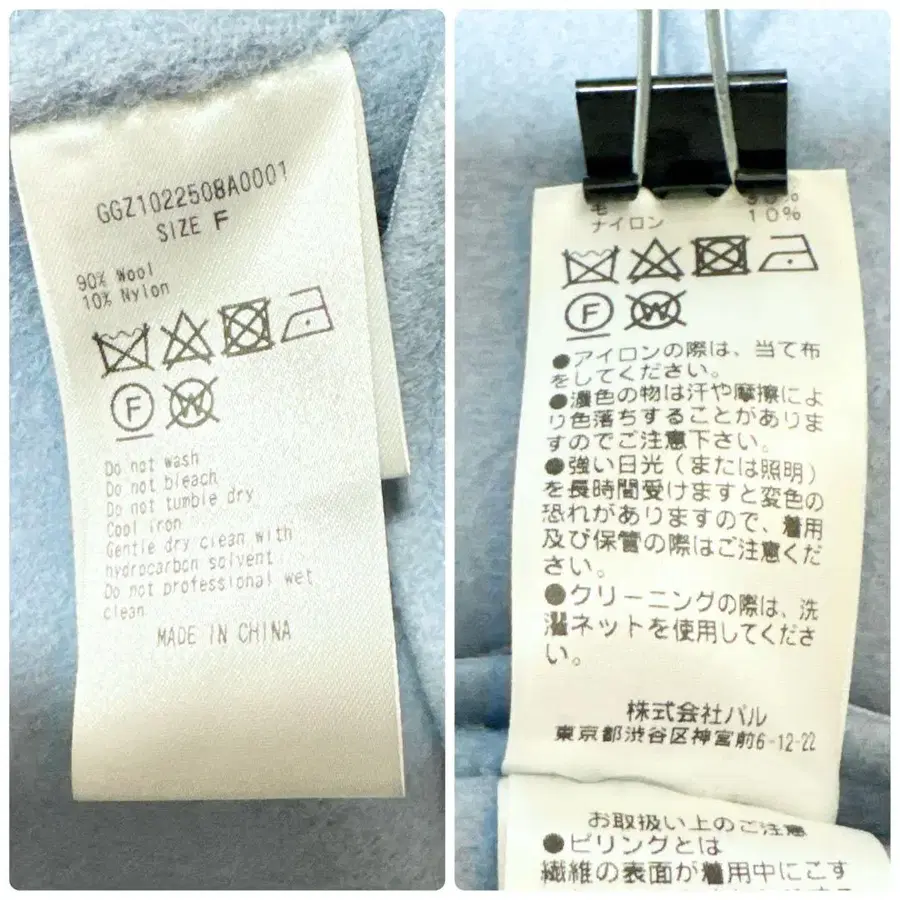 GGZ1022508A0001
SIZE F
90% Wool
10% Nylon
F W
Do not wash
Do not bleach
Do not tumble dry
Cool iron
Gentle dry clean with
hydrocarbon solvent
Do not professional wet
clean
MADE IN CHINA
毛 90%
ナイロン 10%
F W
●アイロンの際は、当て布
をしてください。
●濃色の物は汗や摩擦によ
り色落ちすることがありま
すのでご注意下さい。
●強い日光(または照明)
を長時間受けますと変色の
恐れがありますので、着用
及び保管の際はご注意くだ
さい。
●クリーニングの際は、洗
濯ネットを使用してくださ
い。
株式会社パル
東京都渋谷区神宮前6-12-22
お取扱い上のご注意
●ピリングとは
繊維の表面が着用中にこす